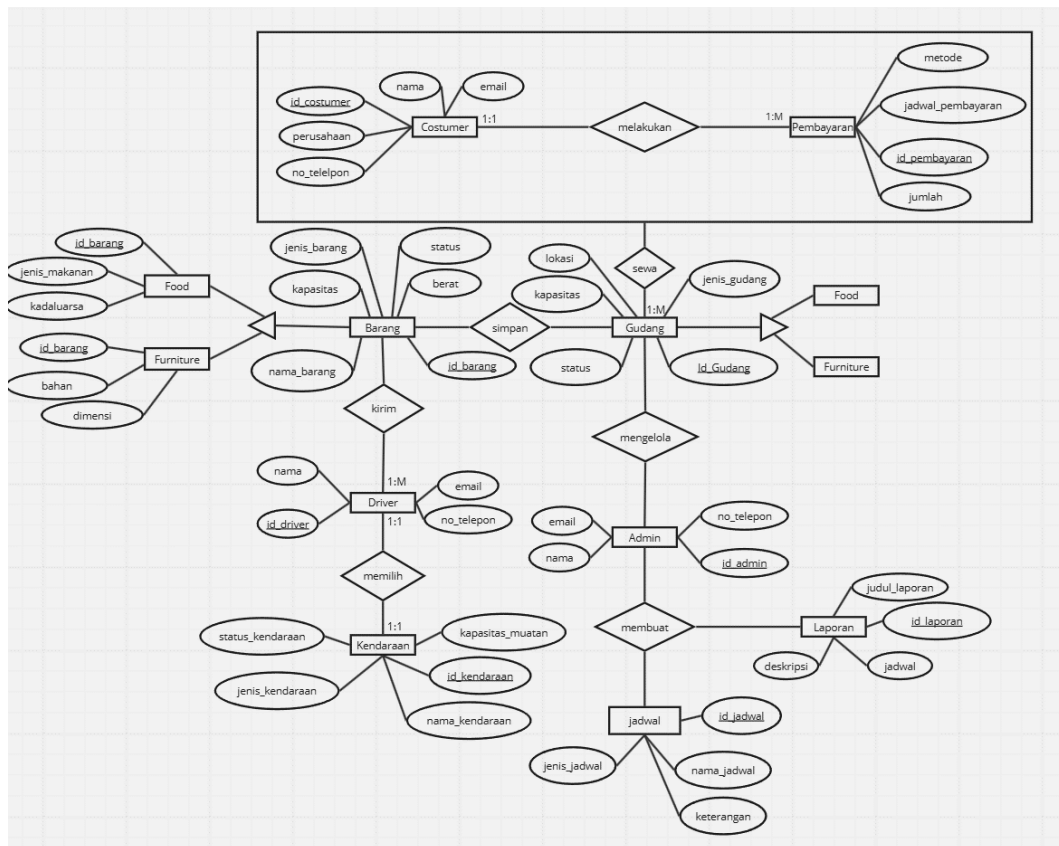 metode
nama
email
id_costumer
jadwal_pembayaran
Costumer
1:1
melakukan
1:M
Pembayaran
perusahaan
id_pembayaran
no_telelpon
jumlah
id_barang
jenis_barang
status
lokasi
jenis_gudang
jenis_makanan
Food
kapasitas
berat
sewa
kapasitas
Food
kadaluarsa
1:M
Barang
simpan
Gudang
id_barang
Furniture
nama_barang
id_barang
status
Id_Gudang
Furniture
bahan
dimensi
kirim
mengelola
nama
1:M
email
Driver
id_driver
1:1
no_telepon
email
no_telepon
Admin
nama
id_admin
memilih
judul_laporan
1:1
status_kendaraan
kapasitas_muatan
membuat
Laporan
id_laporan
Kendaraan
deskripsi
jadwal
id_kendaraan
jenis_kendaraan
nama_kendaraan
jadwal
id_jadwal
jenis_jadwal
nama_jadwal
keterangan